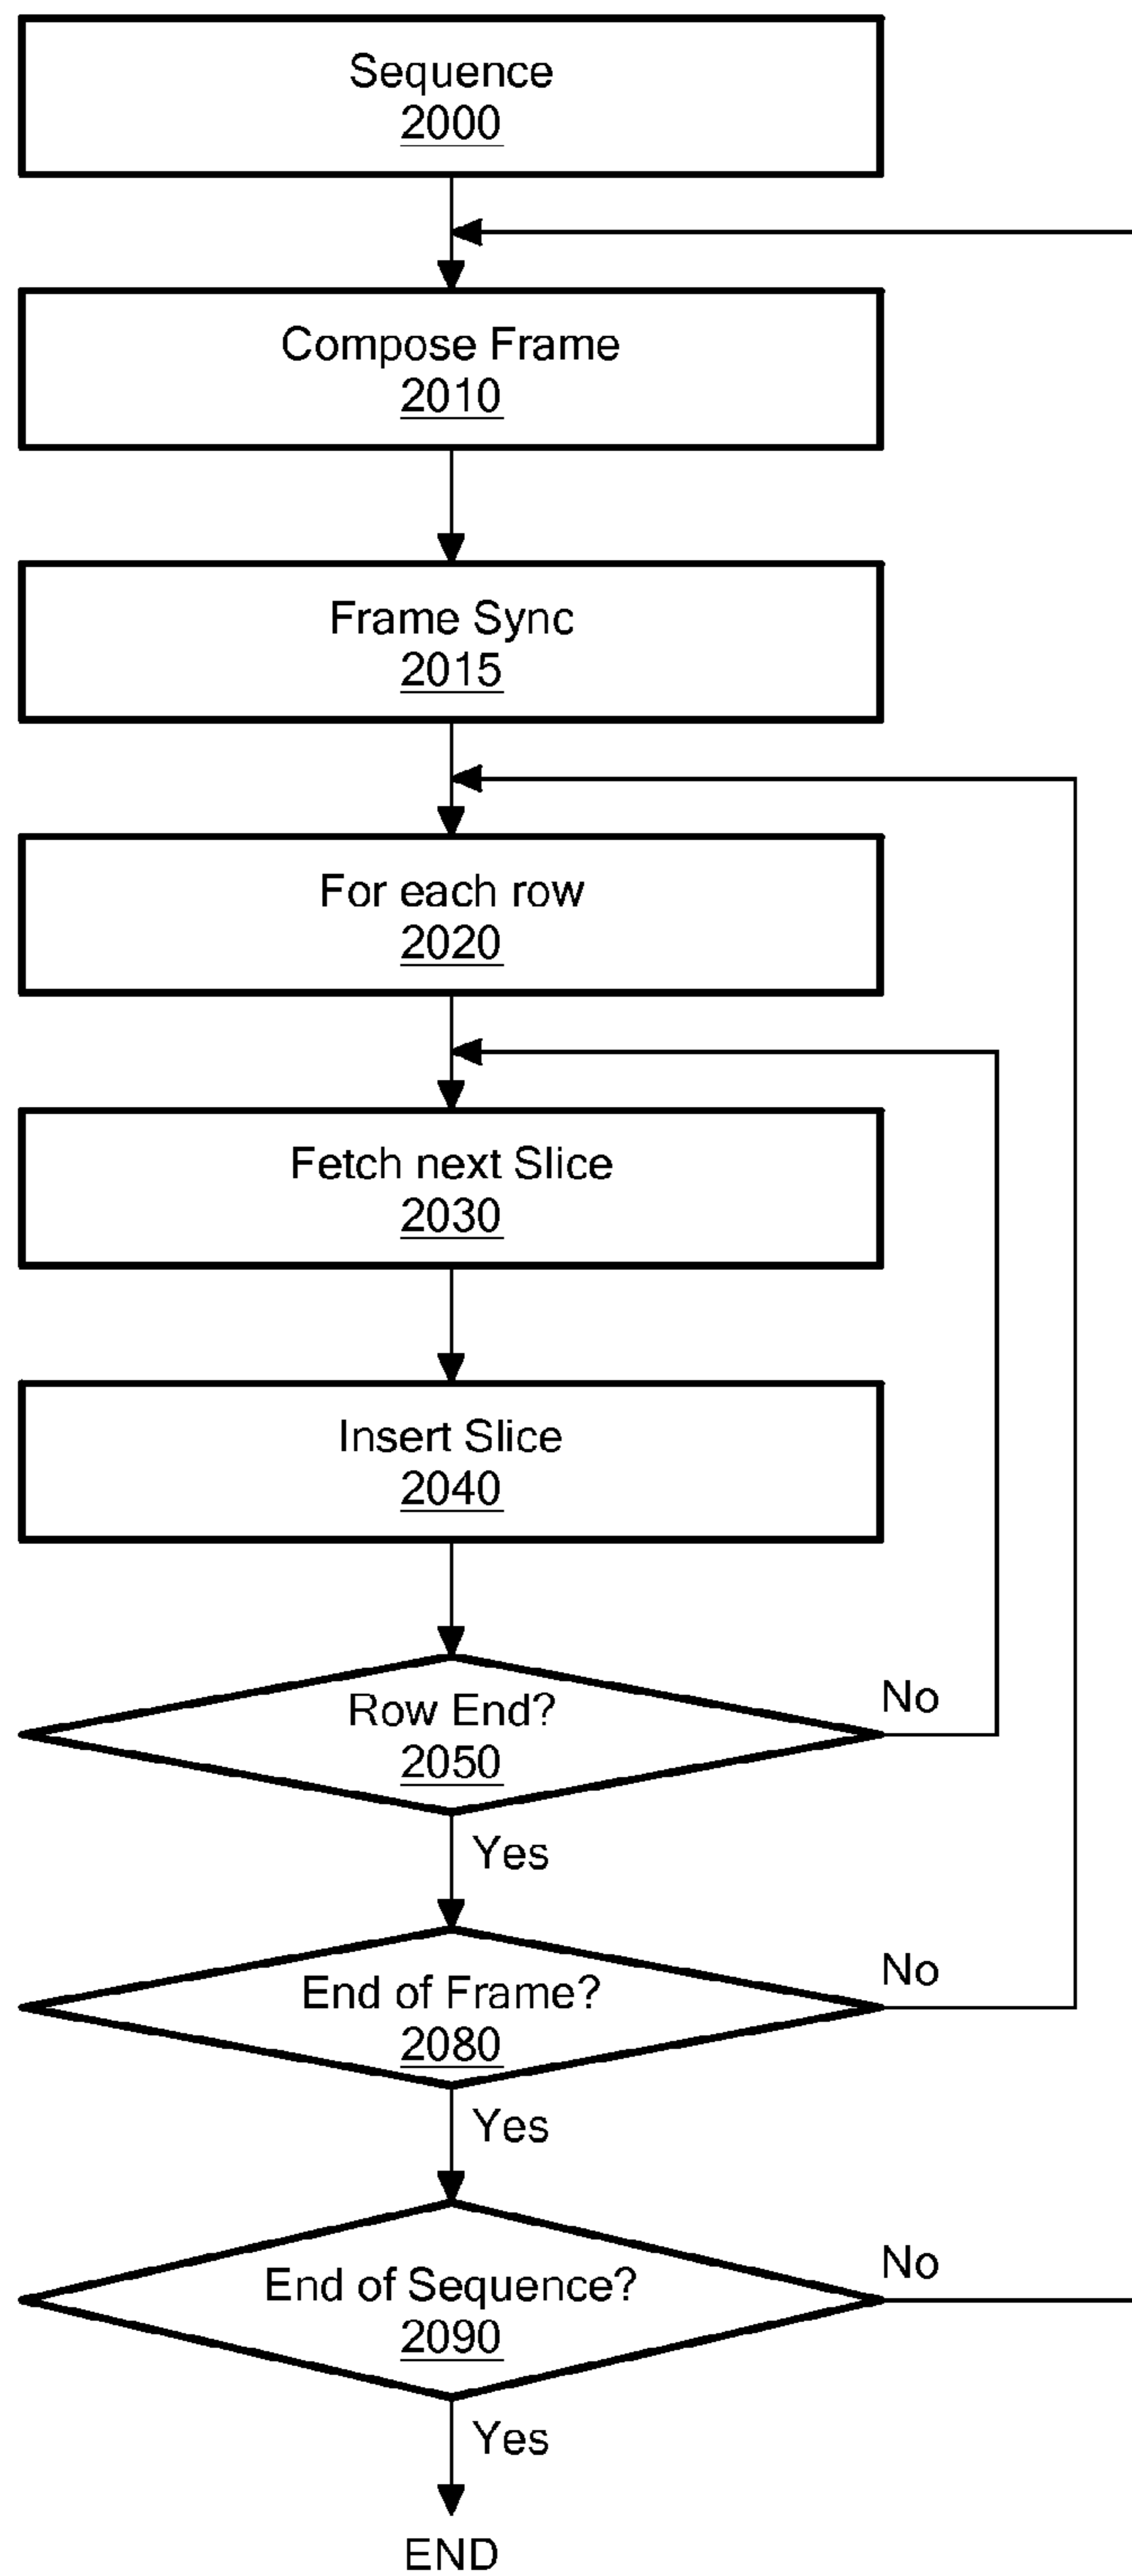 Sequence
2000
Compose Frame
2010
Frame Sync
2015
For each row
2020
Fetch next Slice
2030
Insert Slice
2040
Row End?
2050
No
Yes
End of Frame?
2080
No
Yes
End of Sequence?
2090
No
Yes
END